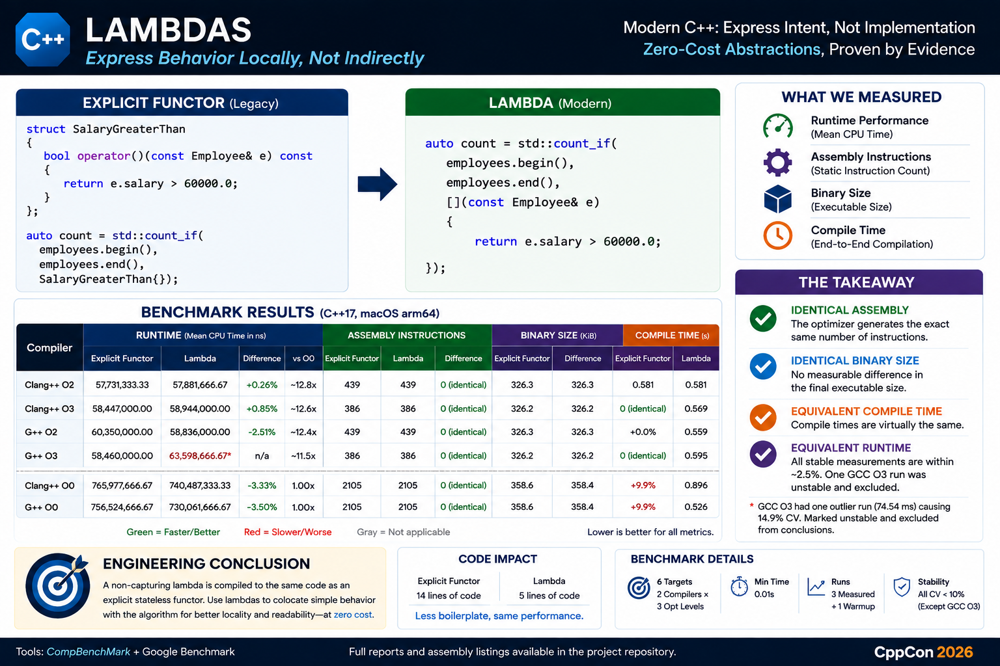 C++
LAMBDAS
Express Behavior Locally, Not Indirectly
Modern C++: Express Intent, Not Implementation
Zero-Cost Abstractions, Proven by Evidence
EXPLICIT FUNCTOR (Legacy)
struct SalaryGreaterThan
{
bool operator()(const Employee& e) const
{
return e.salary > 60000.0;
}
};
auto count = std::count_if(
employees.begin(),
employees.end(),
SalaryGreaterThan{});
LAMBDA (Modern)
auto count = std::count_if(
employees.begin(),
employees.end(),
[](const Employee& e)
{
return e.salary > 60000.0;
});
WHAT WE MEASURED
Runtime Performance
(Mean CPU Time)
Assembly Instructions
(Static Instruction Count)
Binary Size
(Executable Size)
Compile Time
(End-to-End Compilation)
BENCHMARK RESULTS (C++17, macOS arm64)
Compiler RUNTIME (Mean CPU Time in ns) ASSEMBLY INSTRUCTIONS BINARY SIZE (KiB) COMPILE TIME (s)
Explicit Functor Lambda Difference vs O0 Explicit Functor Lambda Difference Explicit Functor Difference Explicit Functor Lambda
Clang++ O2 57,731,333.33 57,881,666.67 +0.26% ~12.8x 439 439 0 (identical) 326.3 326.3 0.581 0.581
Clang++ O3 58,447,000.00 58,944,000.00 +0.85% ~12.6x 386 386 0 (identical) 326.2 326.2 0 (identical) 0.569
G++ O2 60,350,000.00 58,836,000.00 -2.51% ~12.4x 439 439 0 (identical) 326.3 326.3 +0.0% 0.559
G++ O3 58,460,000.00 63,598,666.67* n/a ~11.5x 386 386 0 (identical) 326.2 326.2 0 (identical) 0.595
Clang++ O0 765,977,666.67 740,487,333.33 -3.33% 1.00x 2105 2105 0 (identical) 358.6 358.4 +9.9% 0.896
G++ O0 756,524,666.67 730,061,666.67 -3.50% 1.00x 2105 2105 0 (identical) 358.6 358.4 +9.9% 0.526
Green = Faster/Better Red = Slower/Worse Gray = Not applicable Lower is better for all metrics.
THE TAKEAWAY
IDENTICAL ASSEMBLY
The optimizer generates the exact
same number of instructions.
IDENTICAL BINARY SIZE
No measurable difference in
the final executable size.
EQUIVALENT COMPILE TIME
Compile times are virtually the same.
EQUIVALENT RUNTIME
All stable measurements are within
~2.5%. One GCC O3 run was
unstable and excluded.
* GCC O3 had one outlier run (74.54 ms) causing
14.9% CV. Marked unstable and excluded
from conclusions.
ENGINEERING CONCLUSION
A non-capturing lambda is compiled to the same code as an
explicit stateless functor. Use lambdas to colocate simple behavior
with the algorithm for better locality and readability—at zero cost.
CODE IMPACT
Explicit Functor Lambda
14 lines of code 5 lines of code
Less boilerplate, same performance.
BENCHMARK DETAILS
6 Targets
2 Compilers ×
3 Opt Levels
Min Time
0.01s
Runs
3 Measured
+ 1 Warmup
Stability
All CV < 10%
(Except GCC O3)
Tools: CompBenchMark + Google Benchmark
Full reports and assembly listings available in the project repository.
CppCon 2026